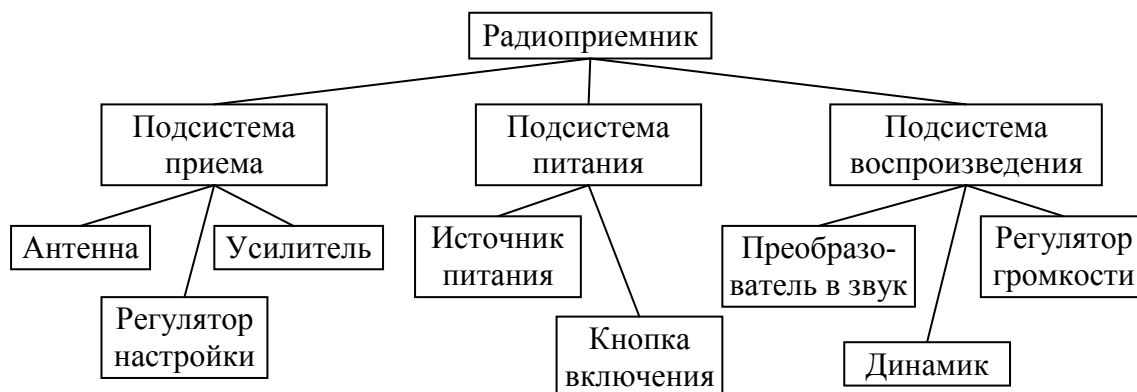 Радиоприемник
Подсистема
приема
Подсистема
питания
Подсистема
воспроизведения
Антенна
Усилитель
Регулятор
настройки
Источник
питания
Кнопка
включения
Преобразо-
ватель в звук
Динамик
Регулятор
громкости